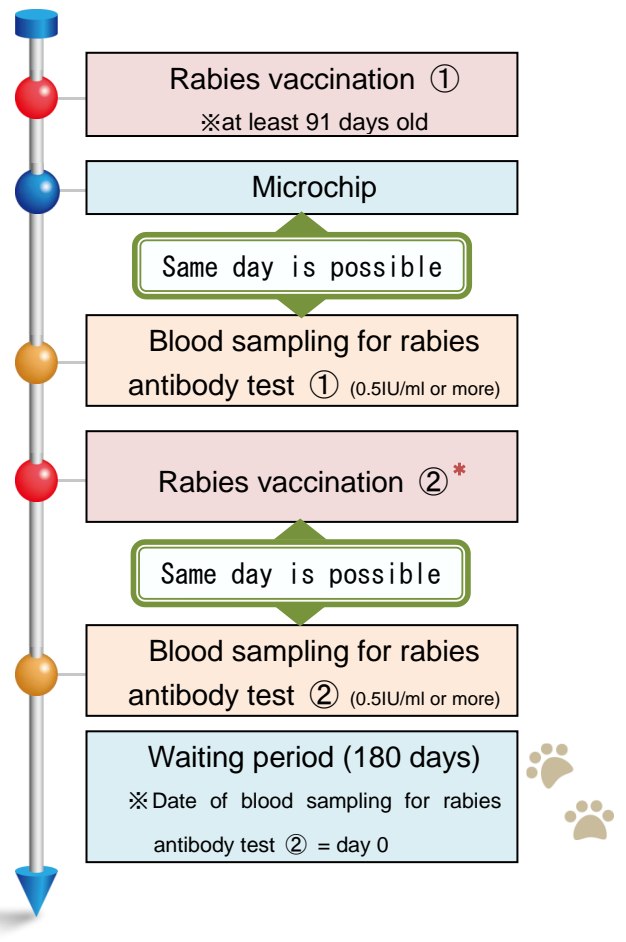 Rabies vaccination ①
※at least 91 days old
Microchip
Same day is possible
Blood sampling for rabies
antibody test ① (0.5IU/ml or more)
Rabies vaccination ②*
Same day is possible
Blood sampling for rabies
antibody test ② (0.5IU/ml or more)
Waiting period (180 days)
※Date of blood sampling for rabies
antibody test ② = day 0